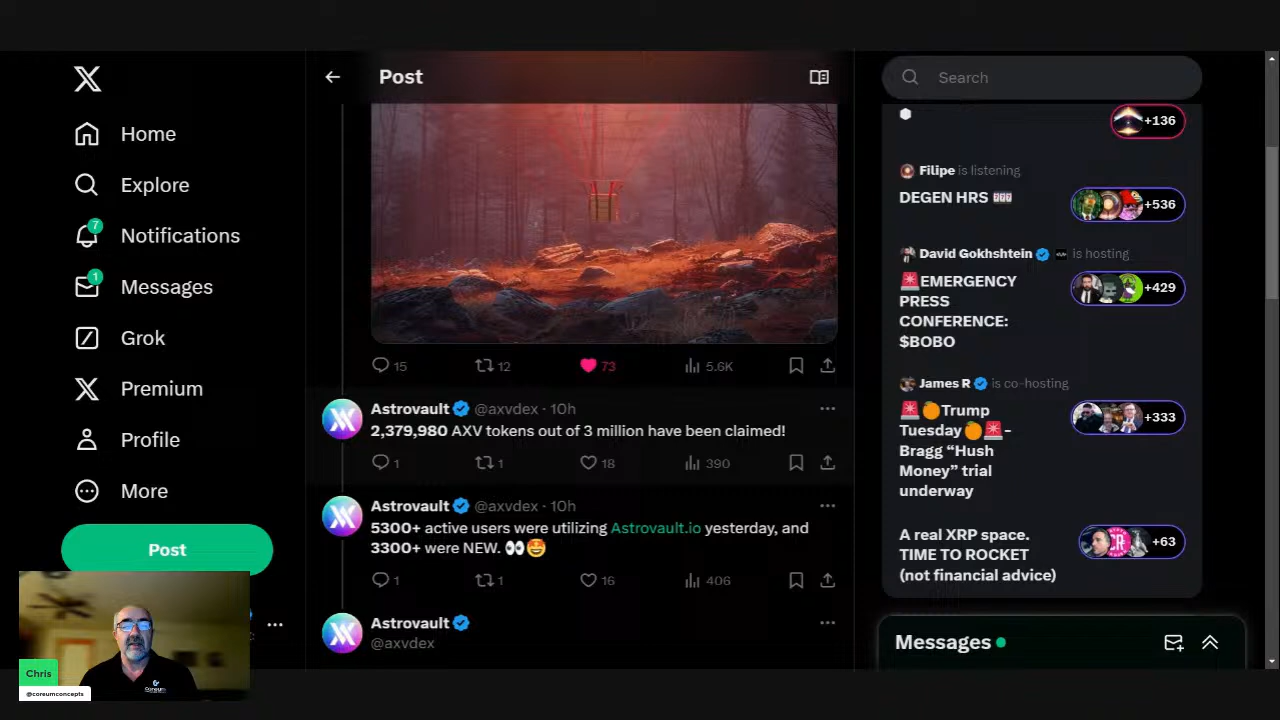 Home
Explore
7
Notifications
1
Messages
Grok
Premium
Profile
More
Post
Chris
@coreumconcepts
Coreum
Post
15
12
73
5.6K
Astrovault @axvdex · 10h
2,379,980 AXV tokens out of 3 million have been claimed!
1
1
18
390
Astrovault @axvdex · 10h
5300+ active users were utilizing Astrovault.io yesterday, and
3300+ were NEW.
1
1
16
406
Astrovault
@axvdex
Search
+136
Filipe is listening
DEGEN HRS
+536
David Gokhshtein is hosting
EMERGENCY
PRESS
CONFERENCE:
$BOBO
+429
James R is co-hosting
Trump
Tuesday -
Bragg “Hush
Money” trial
underway
+333
A real XRP space.
TIME TO ROCKET
(not financial advice)
+63
Messages